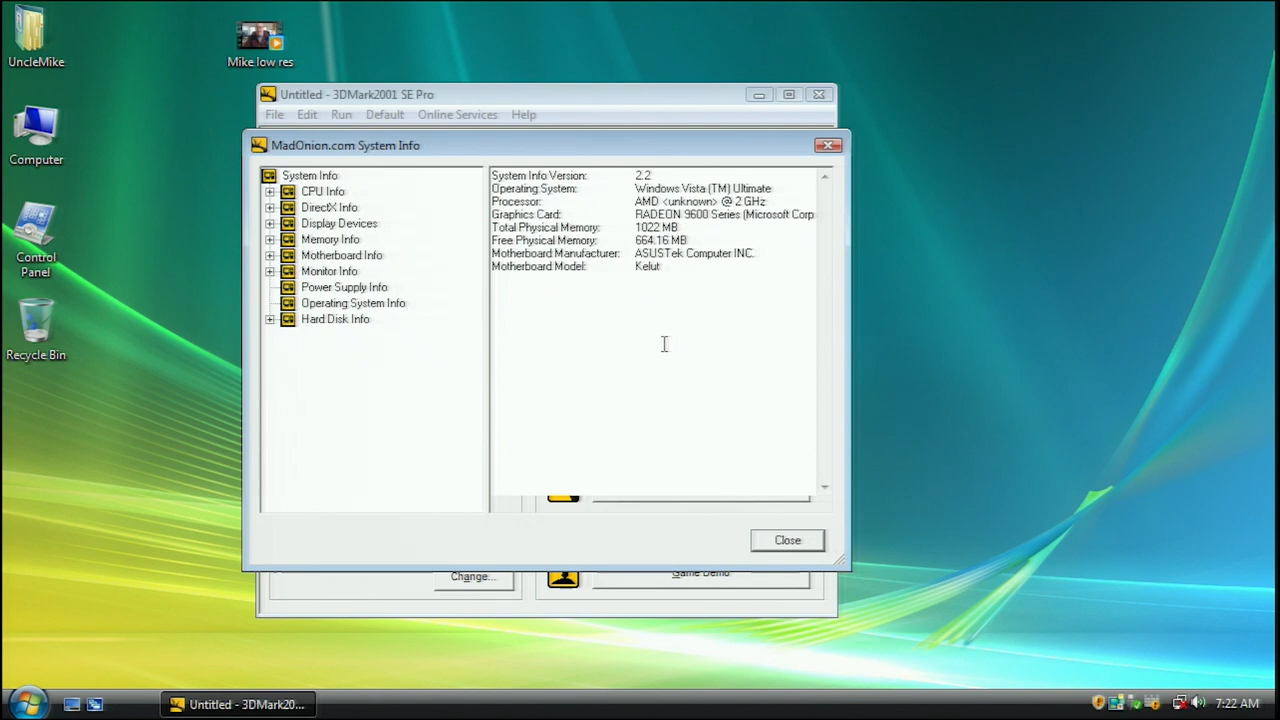 UncleMike
Mike low res
Computer
Control
Panel
Recycle Bin
Untitled - 3DMark2001 SE Pro
File Edit Run Default Online Services Help
MadOnion.com System Info
System Info
CPU Info
DirectX Info
Display Devices
Memory Info
Motherboard Info
Monitor Info
Power Supply Info
Operating System Info
Hard Disk Info
System Info Version: 2.2
Operating System: Windows Vista (TM) Ultimate
Processor: AMD <unknown> @ 2 GHz
Graphics Card: RADEON 9600 Series (Microsoft Corp
Total Physical Memory: 1022 MB
Free Physical Memory: 664.16 MB
Motherboard Manufacturer: ASUSTek Computer INC.
Motherboard Model: Kelut
Close
Change...
Game Demo
Untitled - 3DMark20...
7:22 AM